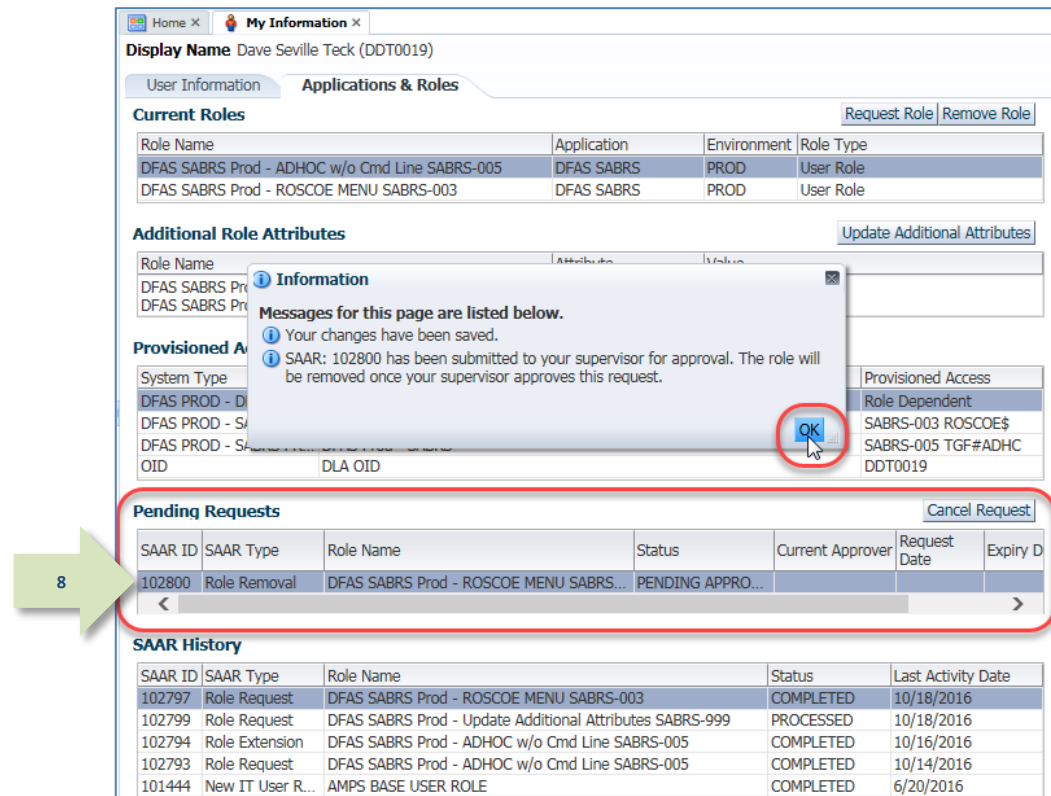 Home × My Information ×
Display Name Dave Seville Teck (DDT0019)
User Information Applications & Roles
Current Roles Request Role Remove Role
Role Name Application Environment Role Type
DFAS SABRS Prod - ADHOC w/o Cmd Line SABRS-005 DFAS SABRS PROD User Role
DFAS SABRS Prod - ROSCOE MENU SABRS-003 DFAS SABRS PROD User Role
Additional Role Attributes Update Additional Attributes
Role Name Attribute Value
DFAS SABRS Pro
DFAS SABRS Pro
Information
Messages for this page are listed below.
Your changes have been saved.
SAAR: 102800 has been submitted to your supervisor for approval. The role will
be removed once your supervisor approves this request.
OK
Provisioned A
System Type Provisioned Access
DFAS PROD - D Role Dependent
DFAS PROD - SA SABRS-003 ROSCOE$
DFAS PROD - SABRS SABRS-005 TGF#ADHC
OID DLA OID DDT0019
Pending Requests Cancel Request
SAAR ID SAAR Type Role Name Status Current Approver Request Date Expiry D
8 102800 Role Removal DFAS SABRS Prod - ROSCOE MENU SABRS... PENDING APPRO...
SAAR History
SAAR ID SAAR Type Role Name Status Last Activity Date
102797 Role Request DFAS SABRS Prod - ROSCOE MENU SABRS-003 COMPLETED 10/18/2016
102799 Role Request DFAS SABRS Prod - Update Additional Attributes SABRS-999 PROCESSED 10/18/2016
102794 Role Extension DFAS SABRS Prod - ADHOC w/o Cmd Line SABRS-005 COMPLETED 10/16/2016
102793 Role Request DFAS SABRS Prod - ADHOC w/o Cmd Line SABRS-005 COMPLETED 10/14/2016
101444 New IT User R... AMPS BASE USER ROLE COMPLETED 6/20/2016